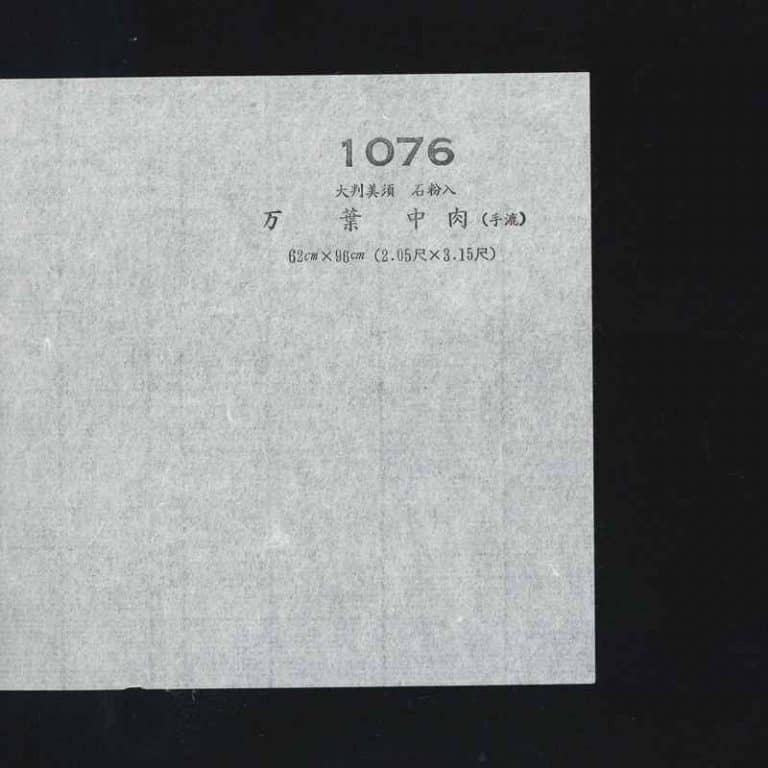 1076
大判美須 石粉入
万葉中肉(手漉)
62cm×96cm (2.05尺×3.15尺)